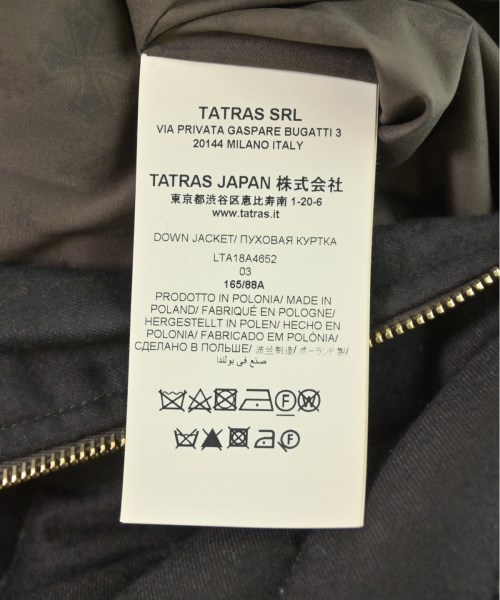 TATRAS SRL
VIA PRIVATA GASPARE BUGATTI 3
20144 MILANO ITALY
TATRAS JAPAN 株式会社
東京都渋谷区恵比寿南 1-20-6
www.tatras.it
DOWN JACKET/ ПУХОВАЯ КУРТКА
LTA18A4652
03
165/88A
PRODOTTO IN POLONIA/ MADE IN
POLAND/ FABRIQUÉ EN POLOGNE/
HERGESTELLT IN POLEN/ HECHO EN
POLONIA/ FABRICADO EM POLÓNIA/
СДЕЛАНО В ПОЛЬШЕ/ 波兰制造/ ポーランド製/
صنع في بولندا
F W
F